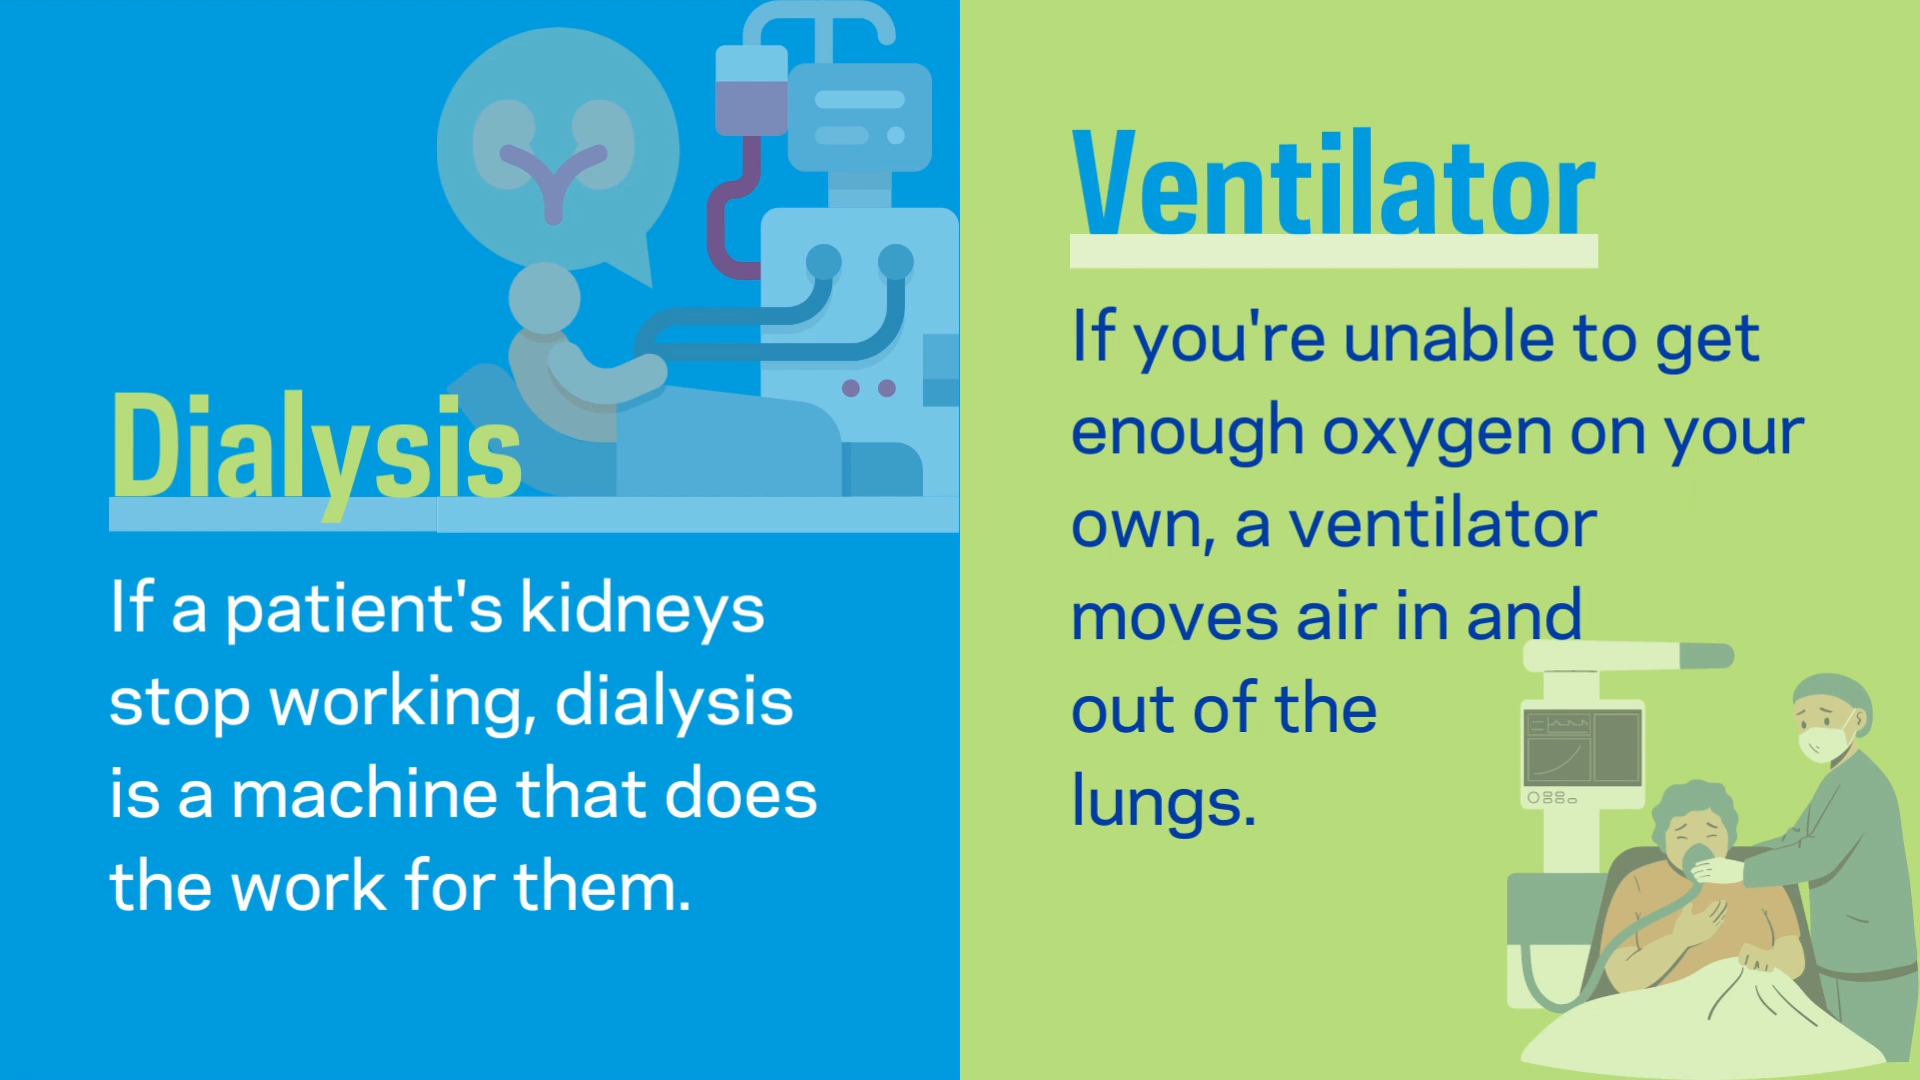 Dialysis
If a patient's kidneys
stop working, dialysis
is a machine that does
the work for them.
Ventilator
If you're unable to get
enough oxygen on your
own, a ventilator
moves air in and
out of the
lungs.